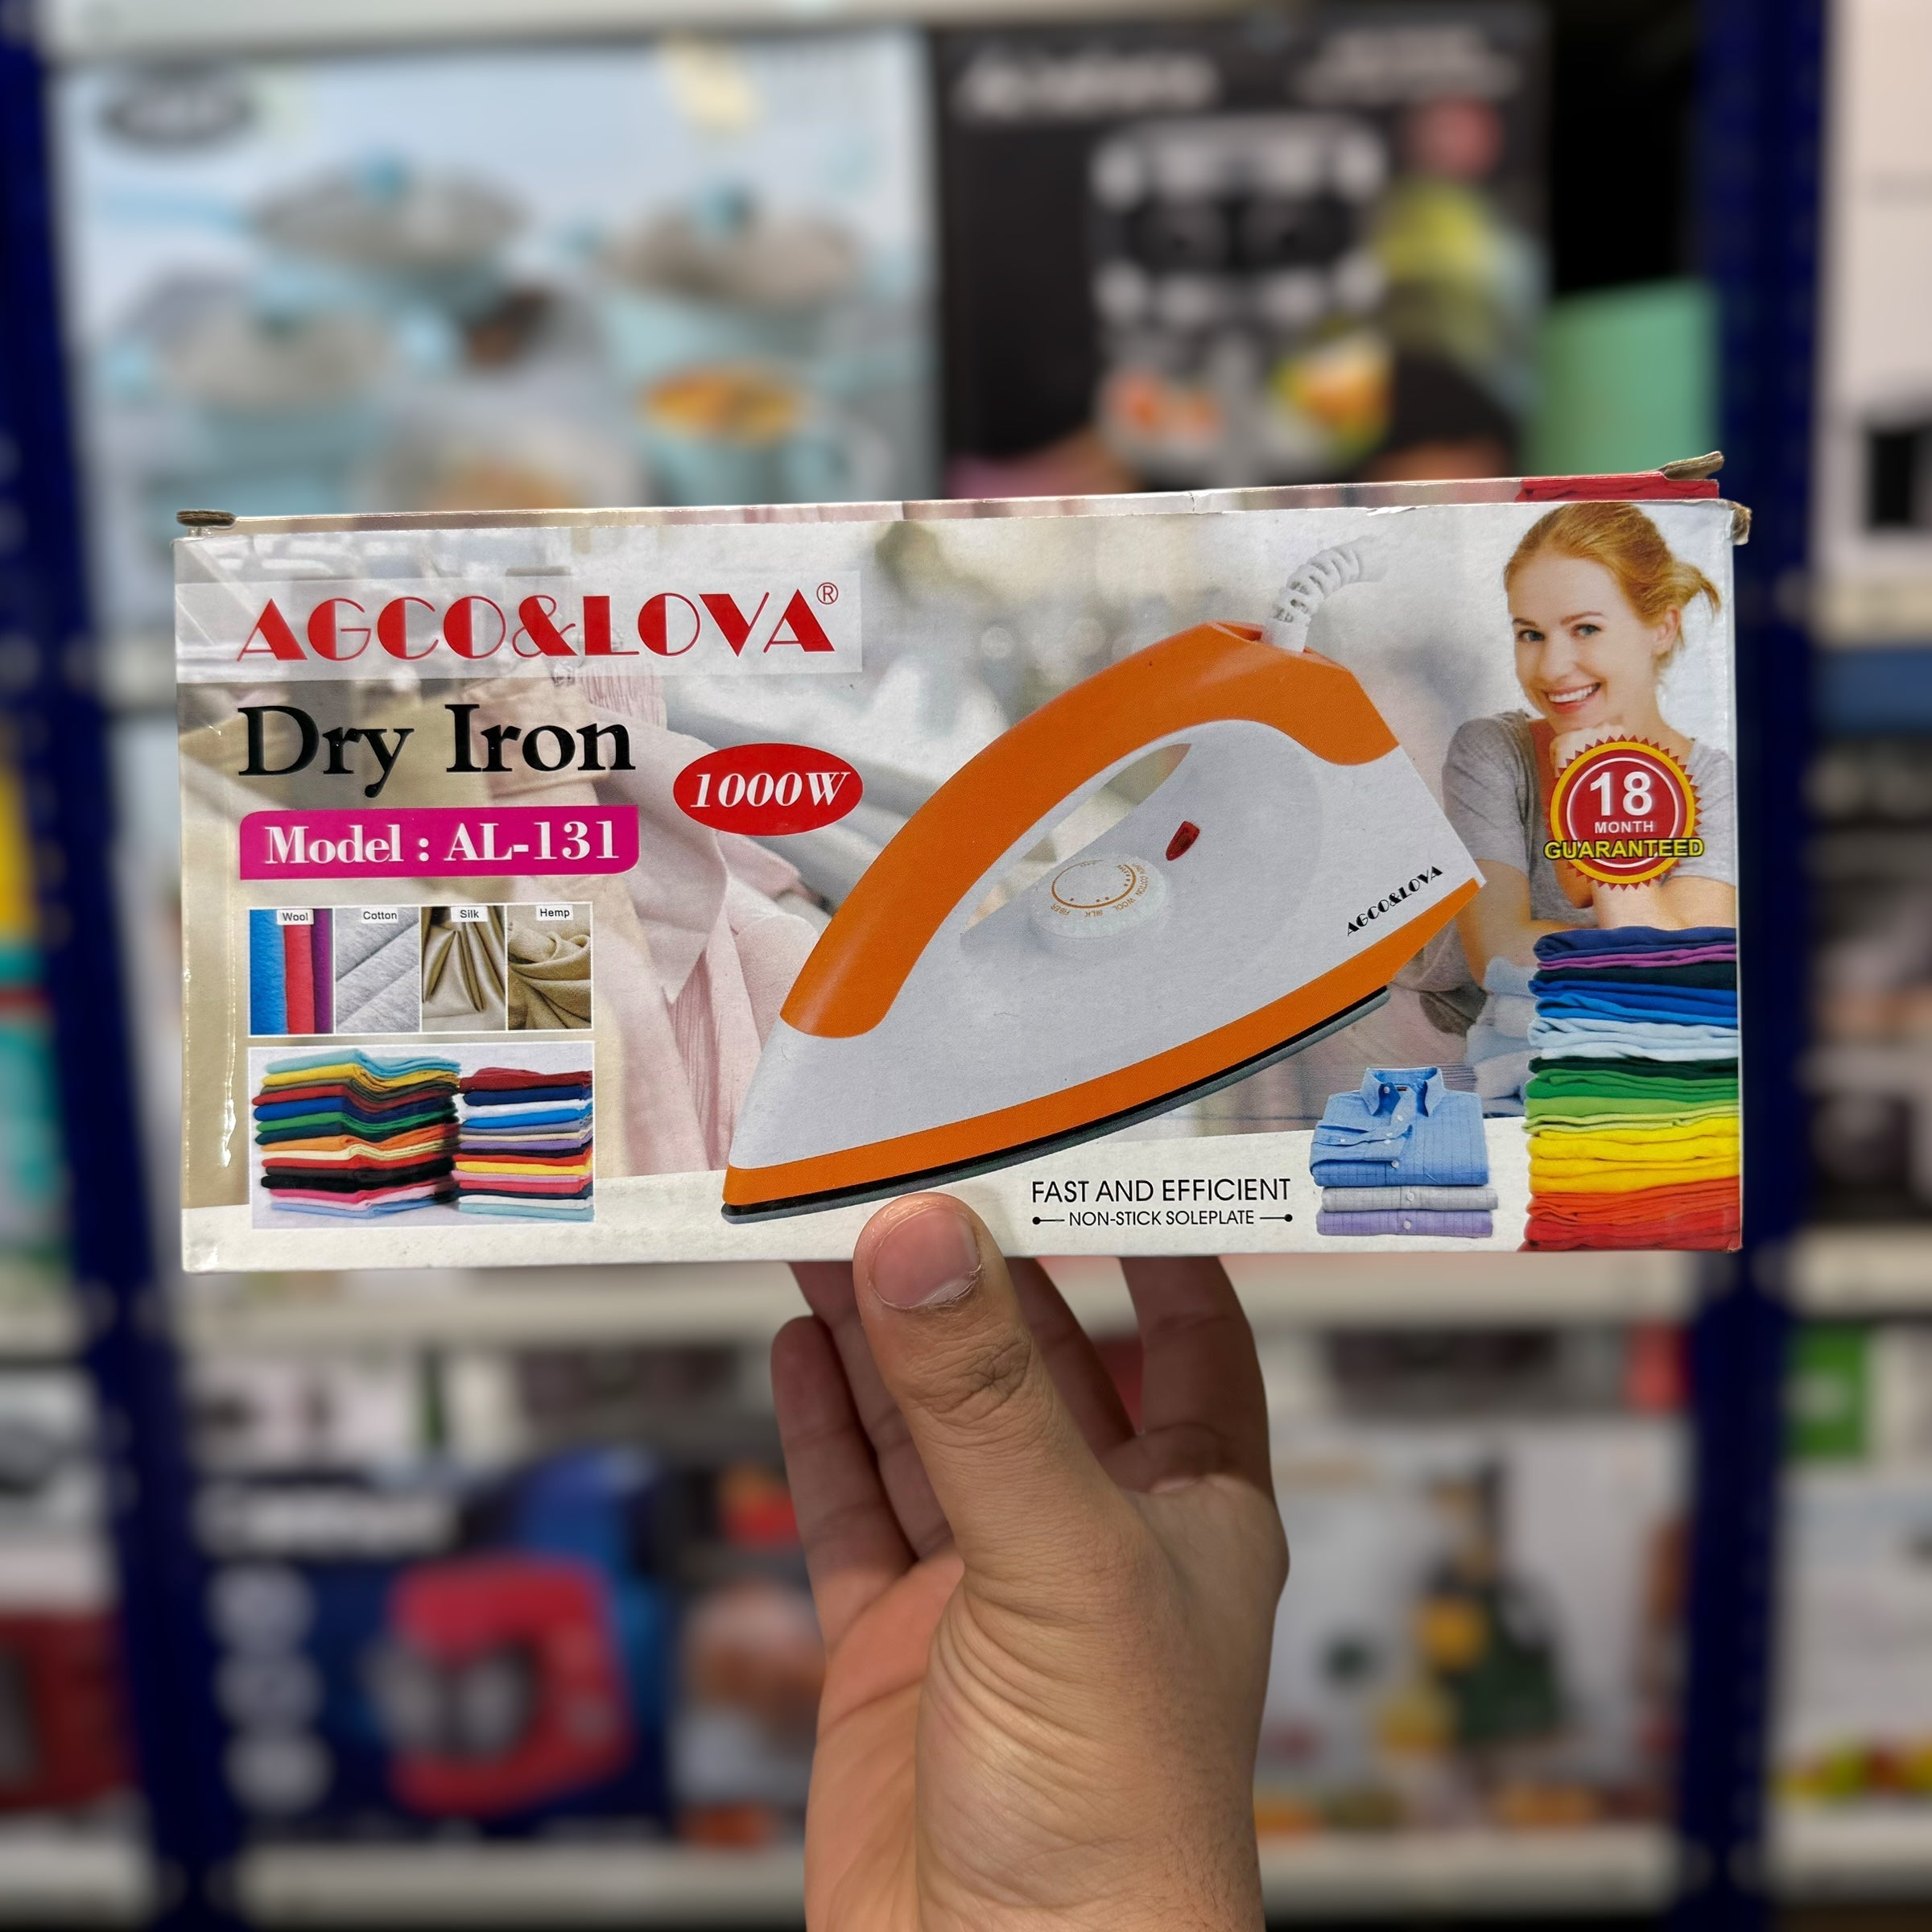 AGCO&LOVA®
Dry Iron
1000W
Model : AL-131
Wool Cotton Silk Hemp
AGCO&LOVA
18
MONTH
GUARANTEED
FAST AND EFFICIENT
NON-STICK SOLEPLATE